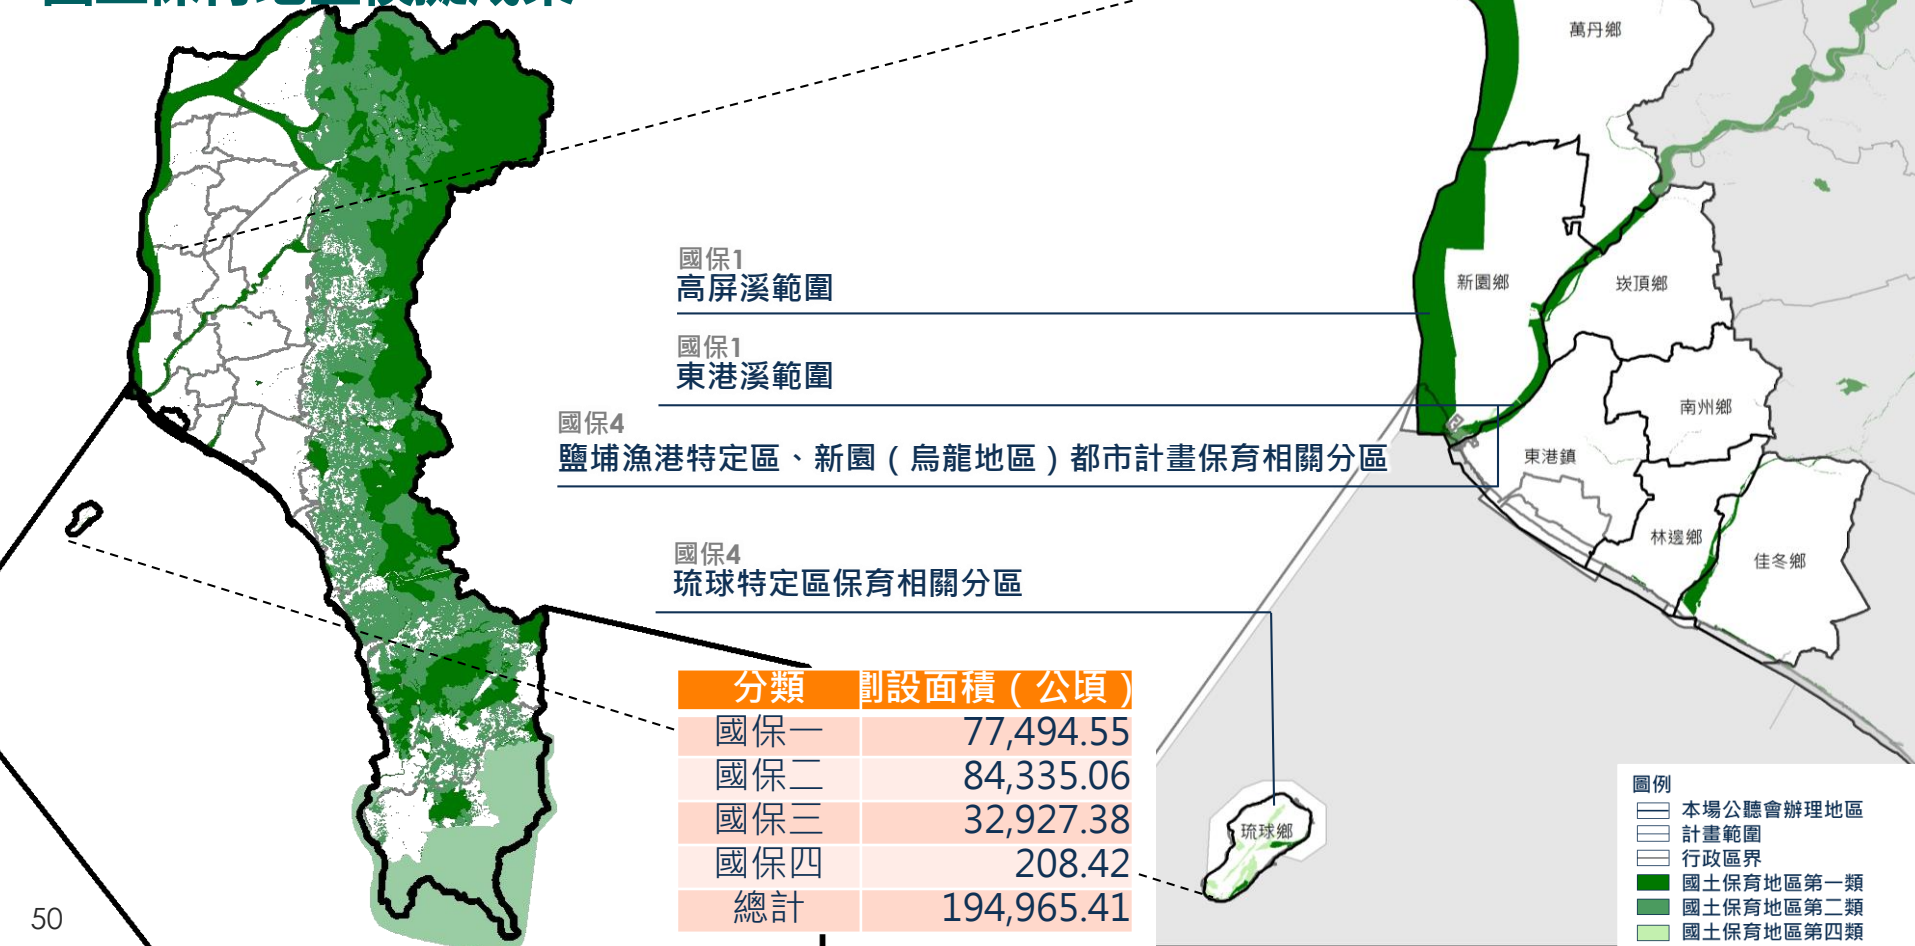 萬丹鄉
國保1
高屏溪範圍
新園鄉
崁頂鄉
國保1
東港溪範圍
國保4
鹽埔漁港特定區、新園（烏龍地區）都市計畫保育相關分區
南州鄉
東港鎮
林邊鄉
佳冬鄉
國保4
琉球特定區保育相關分區
分類 劃設面積（公頃）
國保一 77,494.55
國保二 84,335.06
國保三 32,927.38
國保四 208.42
總計 194,965.41
琉球鄉
圖例
本場公聽會辦理地區
計畫範圍
行政區界
國土保育地區第一類
國土保育地區第二類
國土保育地區第四類
50